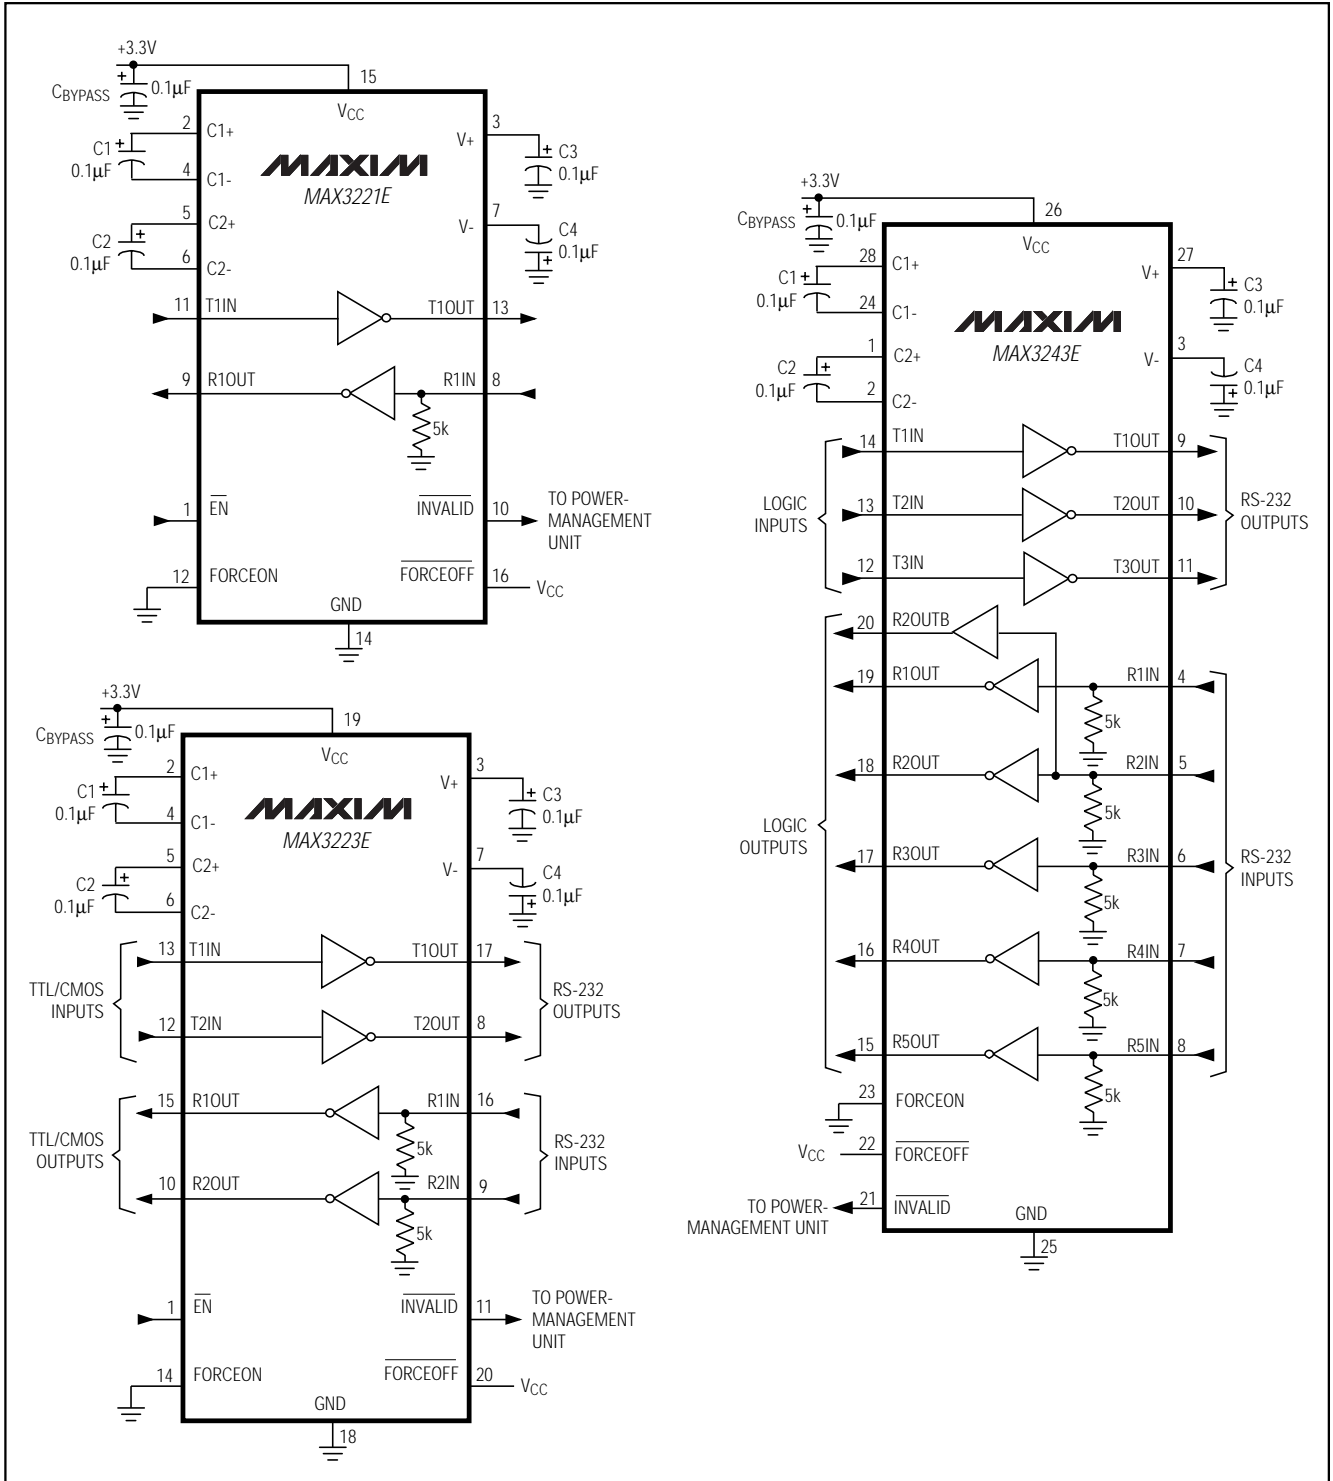 +3.3V
CBYPASS
0.1µF
15
VCC
2
C1+
C1
0.1µF
4
C1-
5
C2+
C2
0.1µF
6
C2-
MAXIM
MAX3221E
3
V+
C3
0.1µF
7
V-
C4
0.1µF
11
T1IN
T1OUT
13
9
R1OUT
R1IN
8
5k
1
EN
INVALID
10
TO POWER-
MANAGEMENT
UNIT
12
FORCEON
FORCEOFF
16
VCC
GND
14
+3.3V
CBYPASS
0.1µF
19
VCC
2
C1+
C1
0.1µF
4
C1-
5
C2+
C2
0.1µF
6
C2-
MAXIM
MAX3223E
3
V+
C3
0.1µF
7
V-
C4
0.1µF
TTL/CMOS
INPUTS
13
T1IN
T1OUT
17
12
T2IN
T2OUT
8
RS-232
OUTPUTS
TTL/CMOS
OUTPUTS
15
R1OUT
R1IN
16
5k
10
R2OUT
R2IN
9
5k
RS-232
INPUTS
1
EN
INVALID
11
TO POWER-
MANAGEMENT
UNIT
14
FORCEON
FORCEOFF
20
VCC
GND
18
+3.3V
CBYPASS
0.1µF
26
VCC
28
C1+
C1
0.1µF
24
C1-
1
C2+
C2
0.1µF
2
C2-
MAXIM
MAX3243E
27
V+
C3
0.1µF
3
V-
C4
0.1µF
LOGIC
INPUTS
14
T1IN
T1OUT
9
13
T2IN
T2OUT
10
12
T3IN
T3OUT
11
RS-232
OUTPUTS
20
R2OUTB
19
R1OUT
R1IN
4
5k
18
R2OUT
R2IN
5
5k
LOGIC
OUTPUTS
17
R3OUT
R3IN
6
5k
RS-232
INPUTS
16
R4OUT
R4IN
7
5k
15
R5OUT
R5IN
8
5k
23
FORCEON
VCC
22
FORCEOFF
TO POWER-
MANAGEMENT UNIT
21
INVALID
GND
25